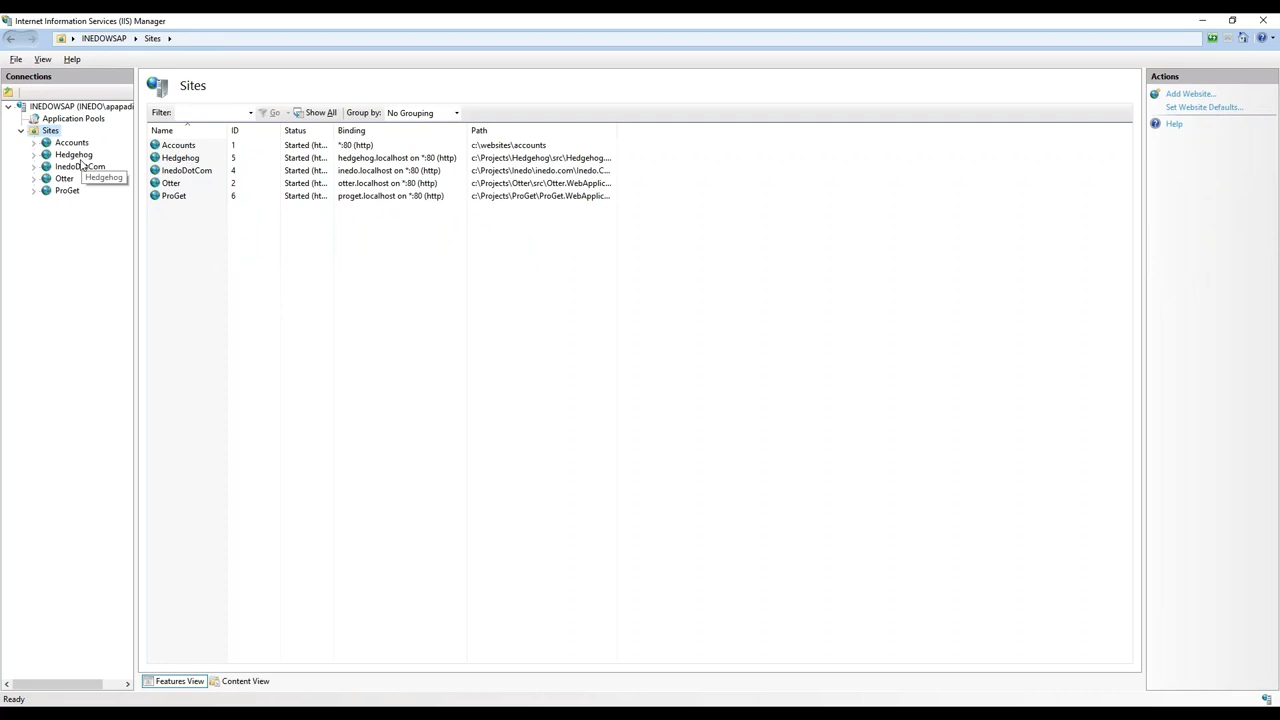 Internet Information Services (IIS) Manager
INEDOWSAP Sites
File View Help
Connections
INEDOWSAP (INEDO\apapadi
Application Pools
Sites
Accounts
Hedgehog
InedoDotCom
Hedgehog
Otter
ProGet
Sites
Filter: Go Show All Group by: No Grouping
Name ID Status Binding Path
Accounts 1 Started (ht... *:80 (http) c:\websites\accounts
Hedgehog 5 Started (ht... hedgehog.localhost on *:80 (http) c:\Projects\Hedgehog\src\Hedgehog....
InedoDotCom 4 Started (ht... inedo.localhost on *:80 (http) c:\Projects\Inedo\inedo.com\Inedo.C...
Otter 2 Started (ht... otter.localhost on *:80 (http) c:\Projects\Otter\src\Otter.WebApplic...
ProGet 6 Started (ht... proget.localhost on *:80 (http) c:\Projects\ProGet\ProGet.WebApplic...
Features View Content View
Actions
Add Website...
Set Website Defaults...
Help
Ready